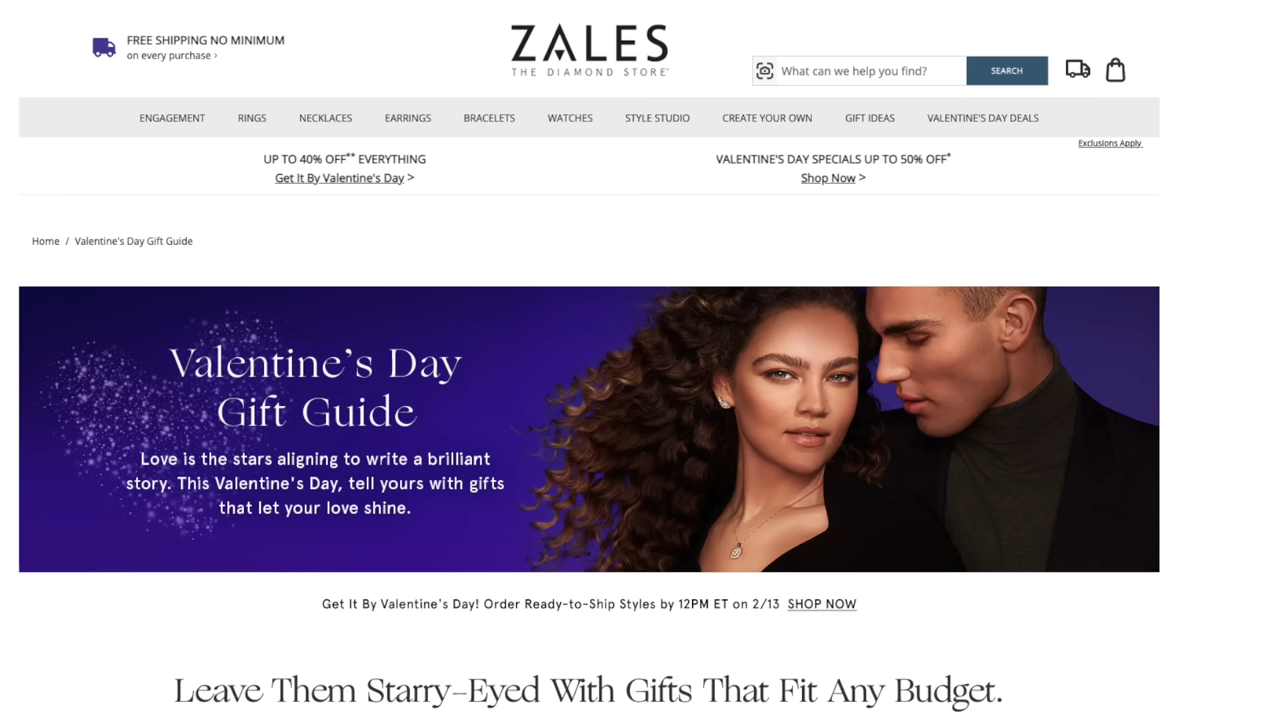 FREE SHIPPING NO MINIMUM
on every purchase ›
ZALES
THE DIAMOND STORE®
What can we help you find?
SEARCH
ENGAGEMENT RINGS NECKLACES EARRINGS BRACELETS WATCHES STYLE STUDIO CREATE YOUR OWN GIFT IDEAS VALENTINE'S DAY DEALS
Exclusions Apply
UP TO 40% OFF** EVERYTHING
Get It By Valentine's Day >
VALENTINE'S DAY SPECIALS UP TO 50% OFF*
Shop Now >
Home / Valentine's Day Gift Guide
Valentine's Day
Gift Guide
Love is the stars aligning to write a brilliant
story. This Valentine's Day, tell yours with gifts
that let your love shine.
Get It By Valentine's Day! Order Ready-to-Ship Styles by 12PM ET on 2/13 SHOP NOW
Leave Them Starry-Eyed With Gifts That Fit Any Budget.